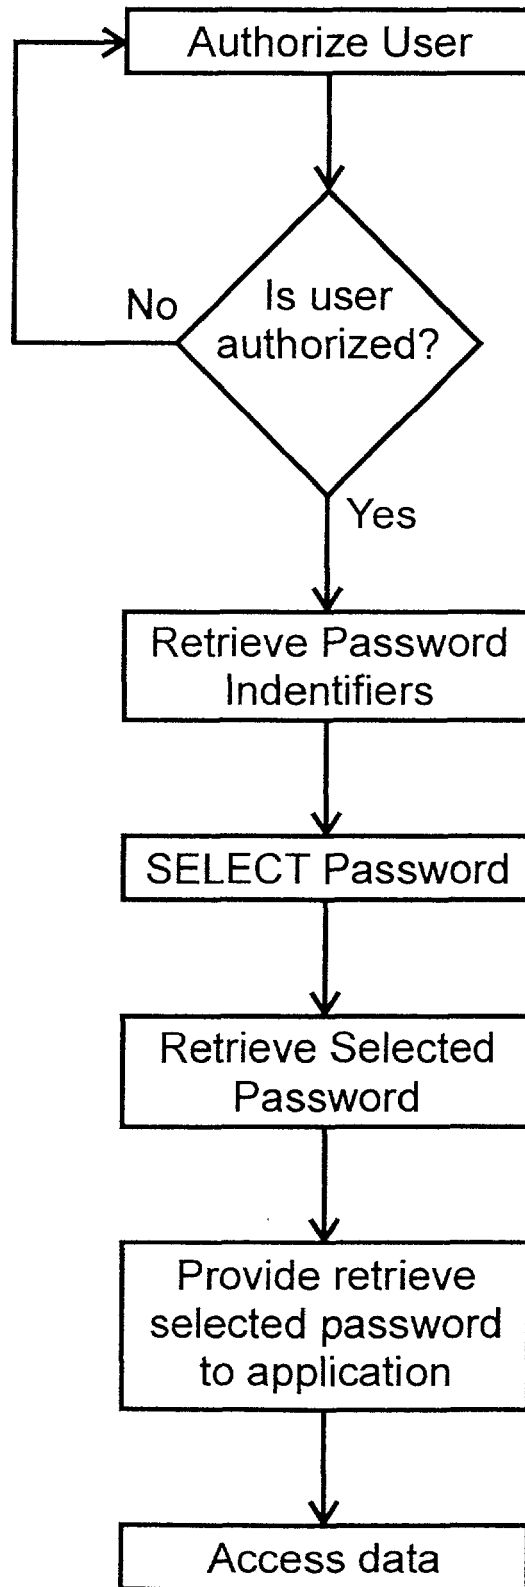 Authorize User
Is user
authorized?
No
Yes
Retrieve Password
Indentifiers
SELECT Password
Retrieve Selected
Password
Provide retrieve
selected password
to application
Access data